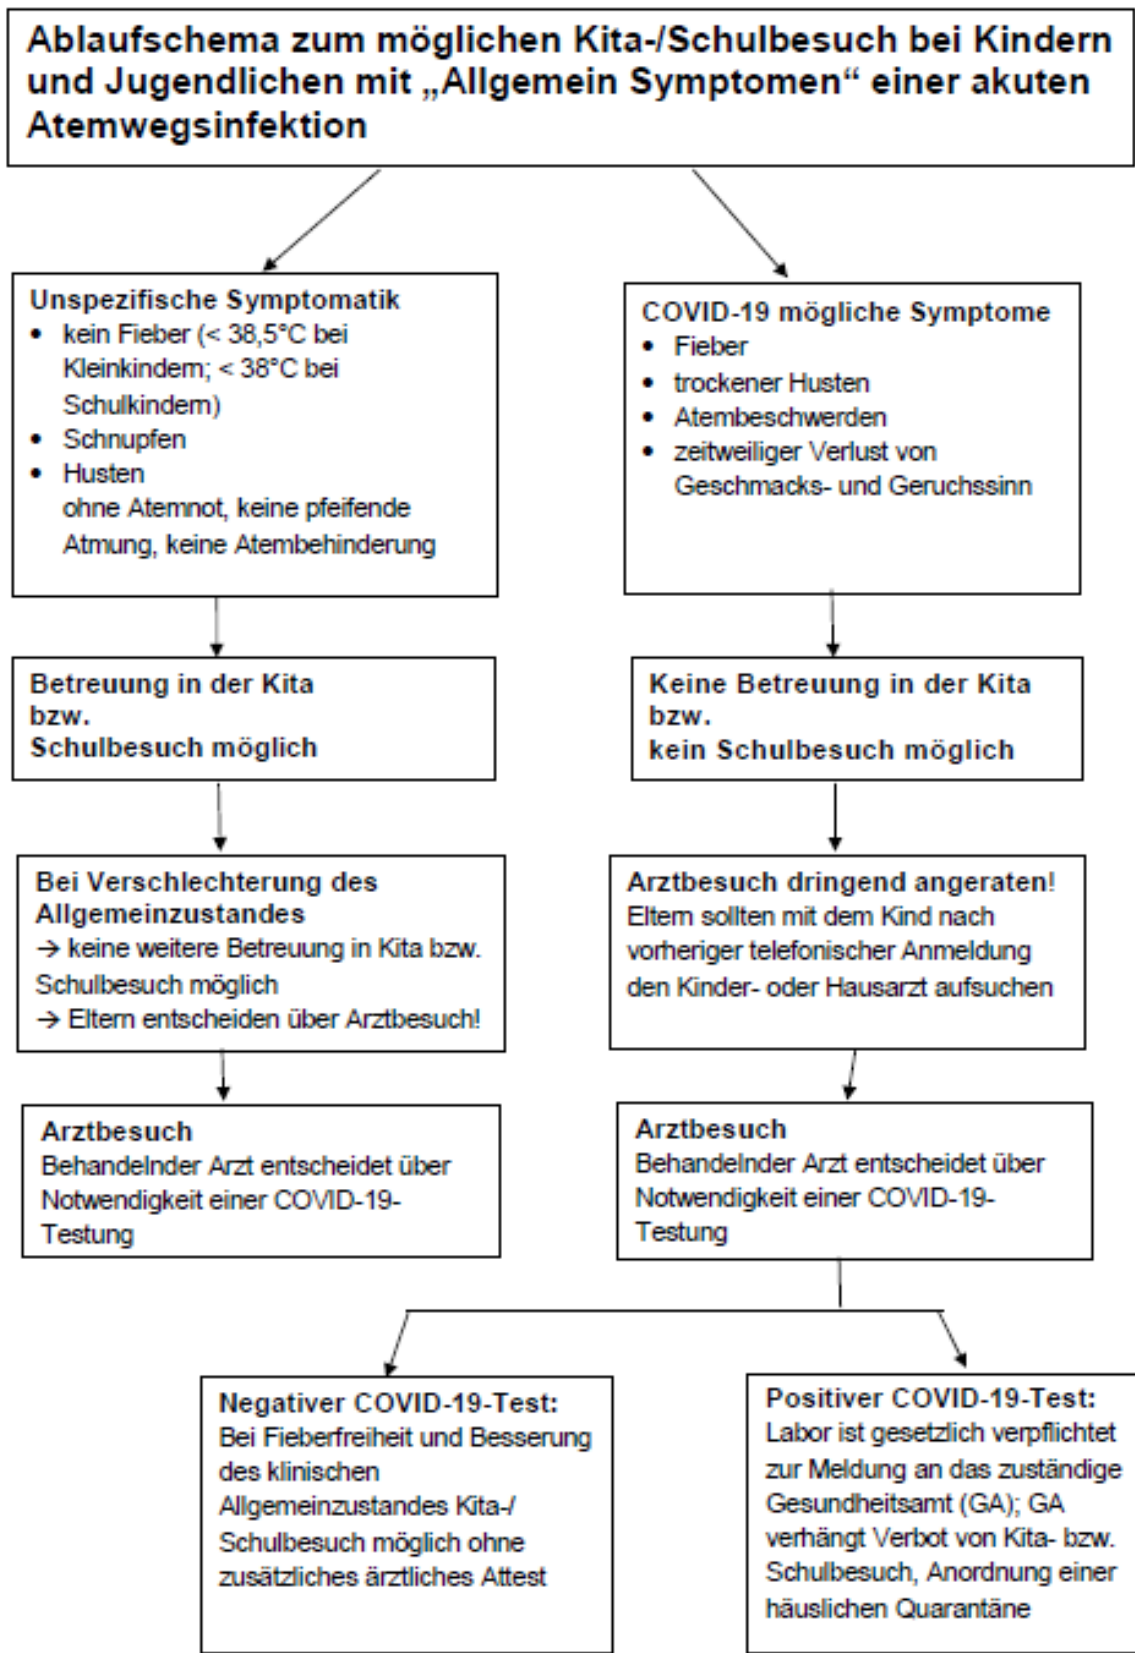 Ablaufschema zum möglichen Kita-/Schulbesuch bei Kindern
und Jugendlichen mit „Allgemein Symptomen“ einer akuten
Atemwegsinfektion
Unspezifische Symptomatik
• kein Fieber (< 38,5°C bei
Kleinkindern; < 38°C bei
Schulkindern)
• Schnupfen
• Husten
ohne Atemnot, keine pfeifende
Atmung, keine Atembehinderung
Betreuung in der Kita
bzw.
Schulbesuch möglich
Bei Verschlechterung des
Allgemeinzustandes
→ keine weitere Betreuung in Kita bzw.
Schulbesuch möglich
→ Eltern entscheiden über Arztbesuch!
Arztbesuch
Behandelnder Arzt entscheidet über
Notwendigkeit einer COVID-19-
Testung
COVID-19 mögliche Symptome
• Fieber
• trockener Husten
• Atembeschwerden
• zeitweiliger Verlust von
Geschmacks- und Geruchssinn
Keine Betreuung in der Kita
bzw.
kein Schulbesuch möglich
Arztbesuch dringend angeraten!
Eltern sollten mit dem Kind nach
vorheriger telefonischer Anmeldung
den Kinder- oder Hausarzt aufsuchen
Arztbesuch
Behandelnder Arzt entscheidet über
Notwendigkeit einer COVID-19-
Testung
Negativer COVID-19-Test:
Bei Fieberfreiheit und Besserung
des klinischen
Allgemeinzustandes Kita-/
Schulbesuch möglich ohne
zusätzliches ärztliches Attest
Positiver COVID-19-Test:
Labor ist gesetzlich verpflichtet
zur Meldung an das zuständige
Gesundheitsamt (GA); GA
verhängt Verbot von Kita- bzw.
Schulbesuch, Anordnung einer
häuslichen Quarantäne